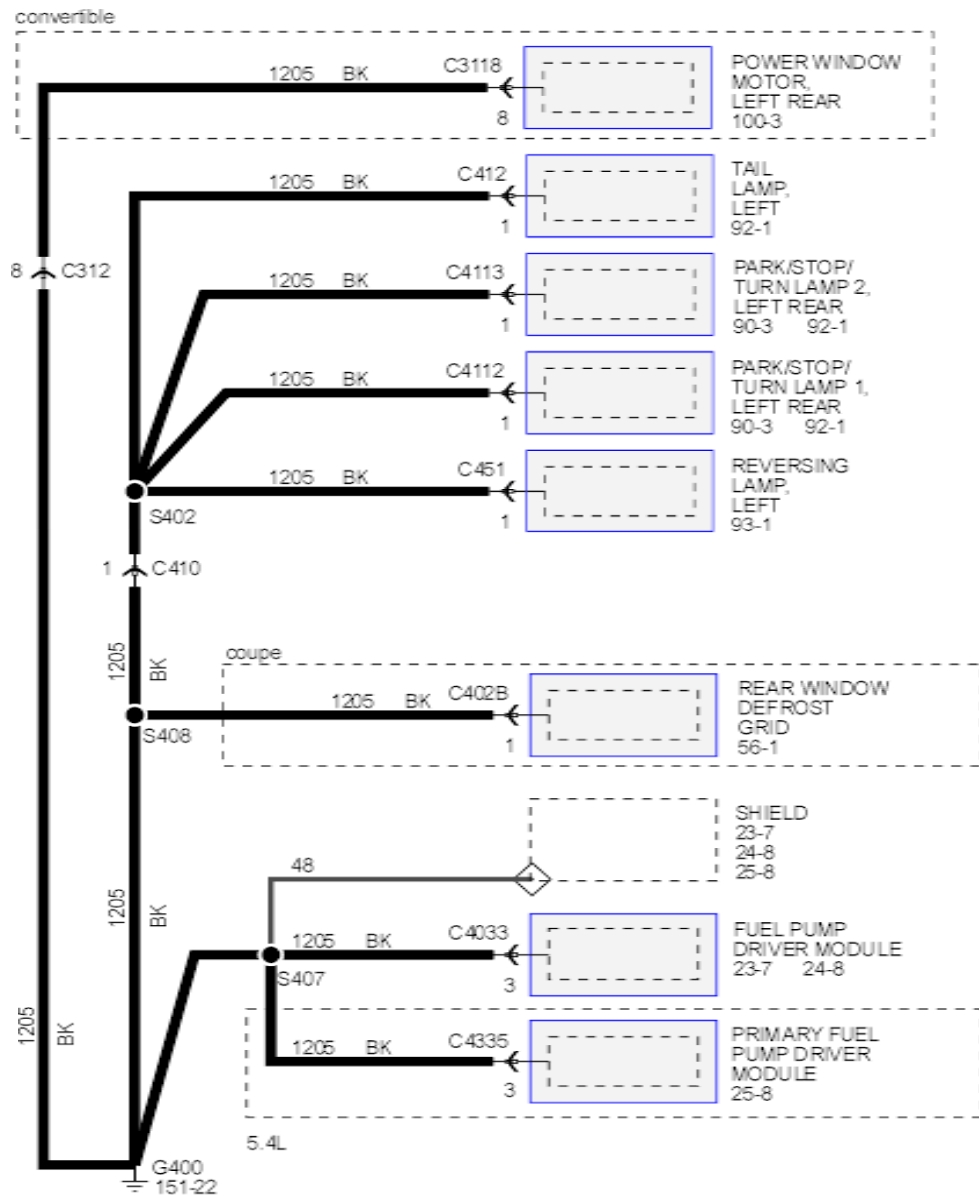 convertible
1205 BK
C3118
8
POWER WINDOW
MOTOR,
LEFT REAR
100-3
1205 BK
C412
1
TAIL
LAMP,
LEFT
92-1
8 C312
1205 BK
C4113
1
PARK/STOP/
TURN LAMP 2,
LEFT REAR
90-3 92-1
1205 BK
C4112
1
PARK/STOP/
TURN LAMP 1,
LEFT REAR
90-3 92-1
1205 BK
C451
1
REVERSING
LAMP,
LEFT
93-1
S402
1 C410
1205 BK
coupe
1205 BK
C402B
1
REAR WINDOW
DEFROST
GRID
56-1
S408
SHIELD
23-7
24-8
25-8
48
1205 BK
1205 BK
C4033
3
FUEL PUMP
DRIVER MODULE
23-7 24-8
S407
1205 BK
1205 BK
C4335
3
PRIMARY FUEL
PUMP DRIVER
MODULE
25-8
5.4L
G400
151-22